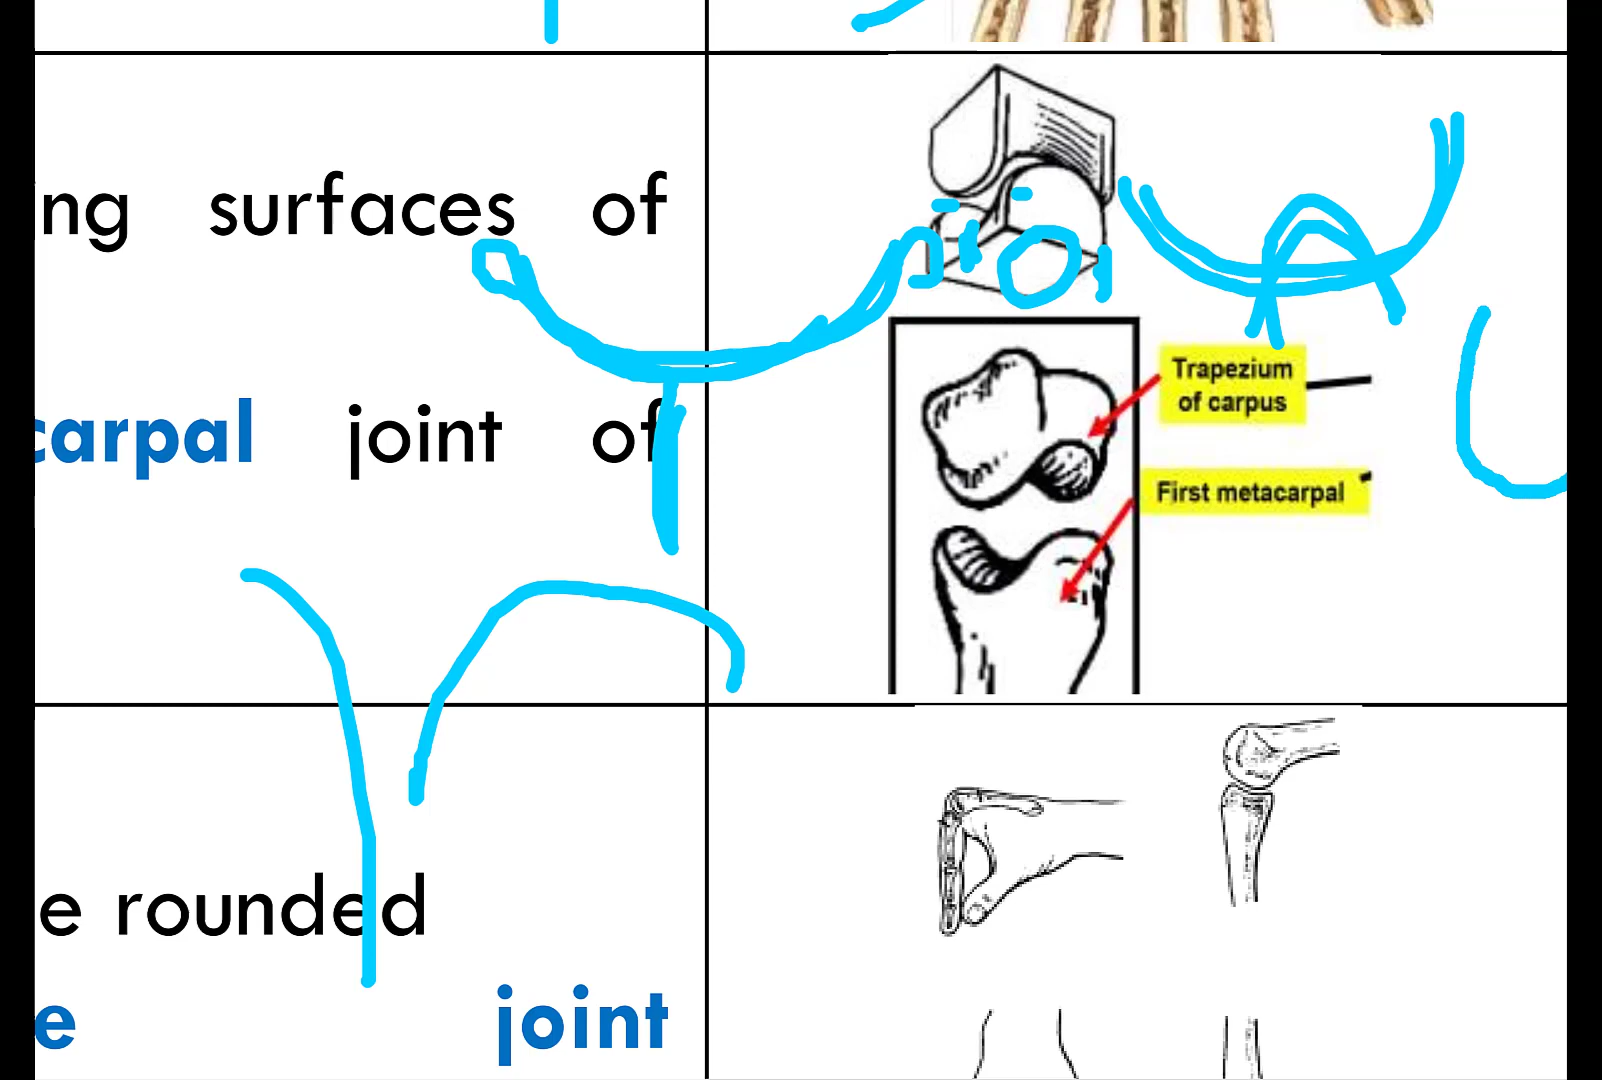 ng surfaces of
carpal joint of
Trapezium
of carpus
First metacarpal
e rounded
e joint